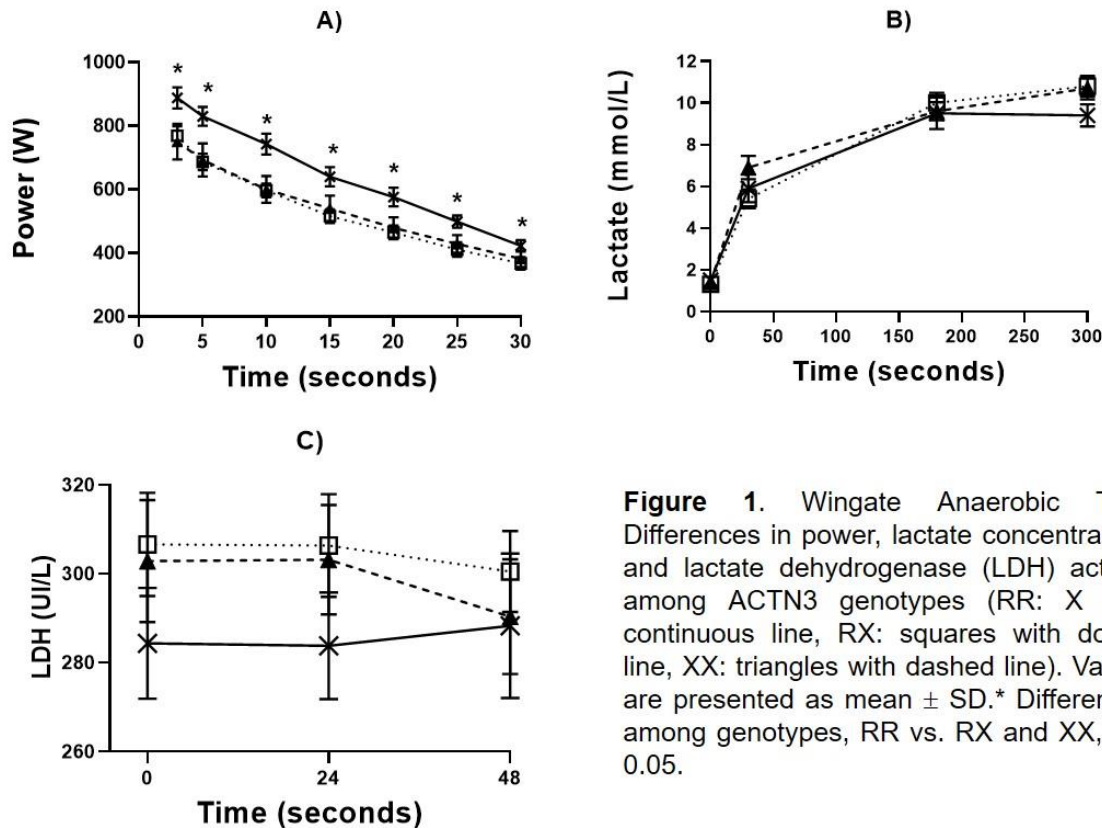 A)
1000
800
600
400
200
Power (W)
* * * * * * *
0 5 10 15 20 25 30
Time (seconds)
B)
12
10
8
6
4
2
0
Lactate (mmol/L)
0 50 100 150 200 250 300
Time (seconds)
C)
320
300
280
260
LDH (UI/L)
0 24 48
Time (seconds)
Figure 1. Wingate Anaerobic T
Differences in power, lactate concentra
and lactate dehydrogenase (LDH) act
among ACTN3 genotypes (RR: X
continuous line, RX: squares with do
line, XX: triangles with dashed line). Va
are presented as mean ± SD.* Differen
among genotypes, RR vs. RX and XX,
0.05.